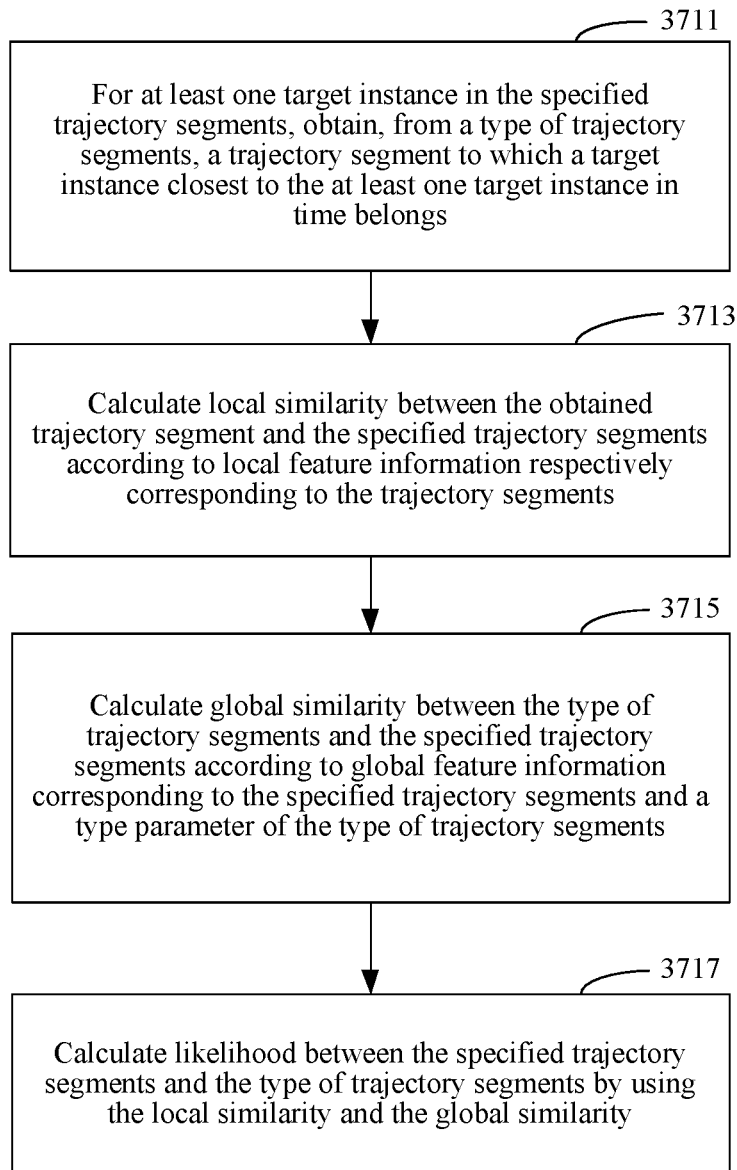 3711
For at least one target instance in the specified
trajectory segments, obtain, from a type of trajectory
segments, a trajectory segment to which a target
instance closest to the at least one target instance in
time belongs
3713
Calculate local similarity between the obtained
trajectory segment and the specified trajectory segments
according to local feature information respectively
corresponding to the trajectory segments
3715
Calculate global similarity between the type of
trajectory segments and the specified trajectory
segments according to global feature information
corresponding to the specified trajectory segments and a
type parameter of the type of trajectory segments
3717
Calculate likelihood between the specified trajectory
segments and the type of trajectory segments by using
the local similarity and the global similarity